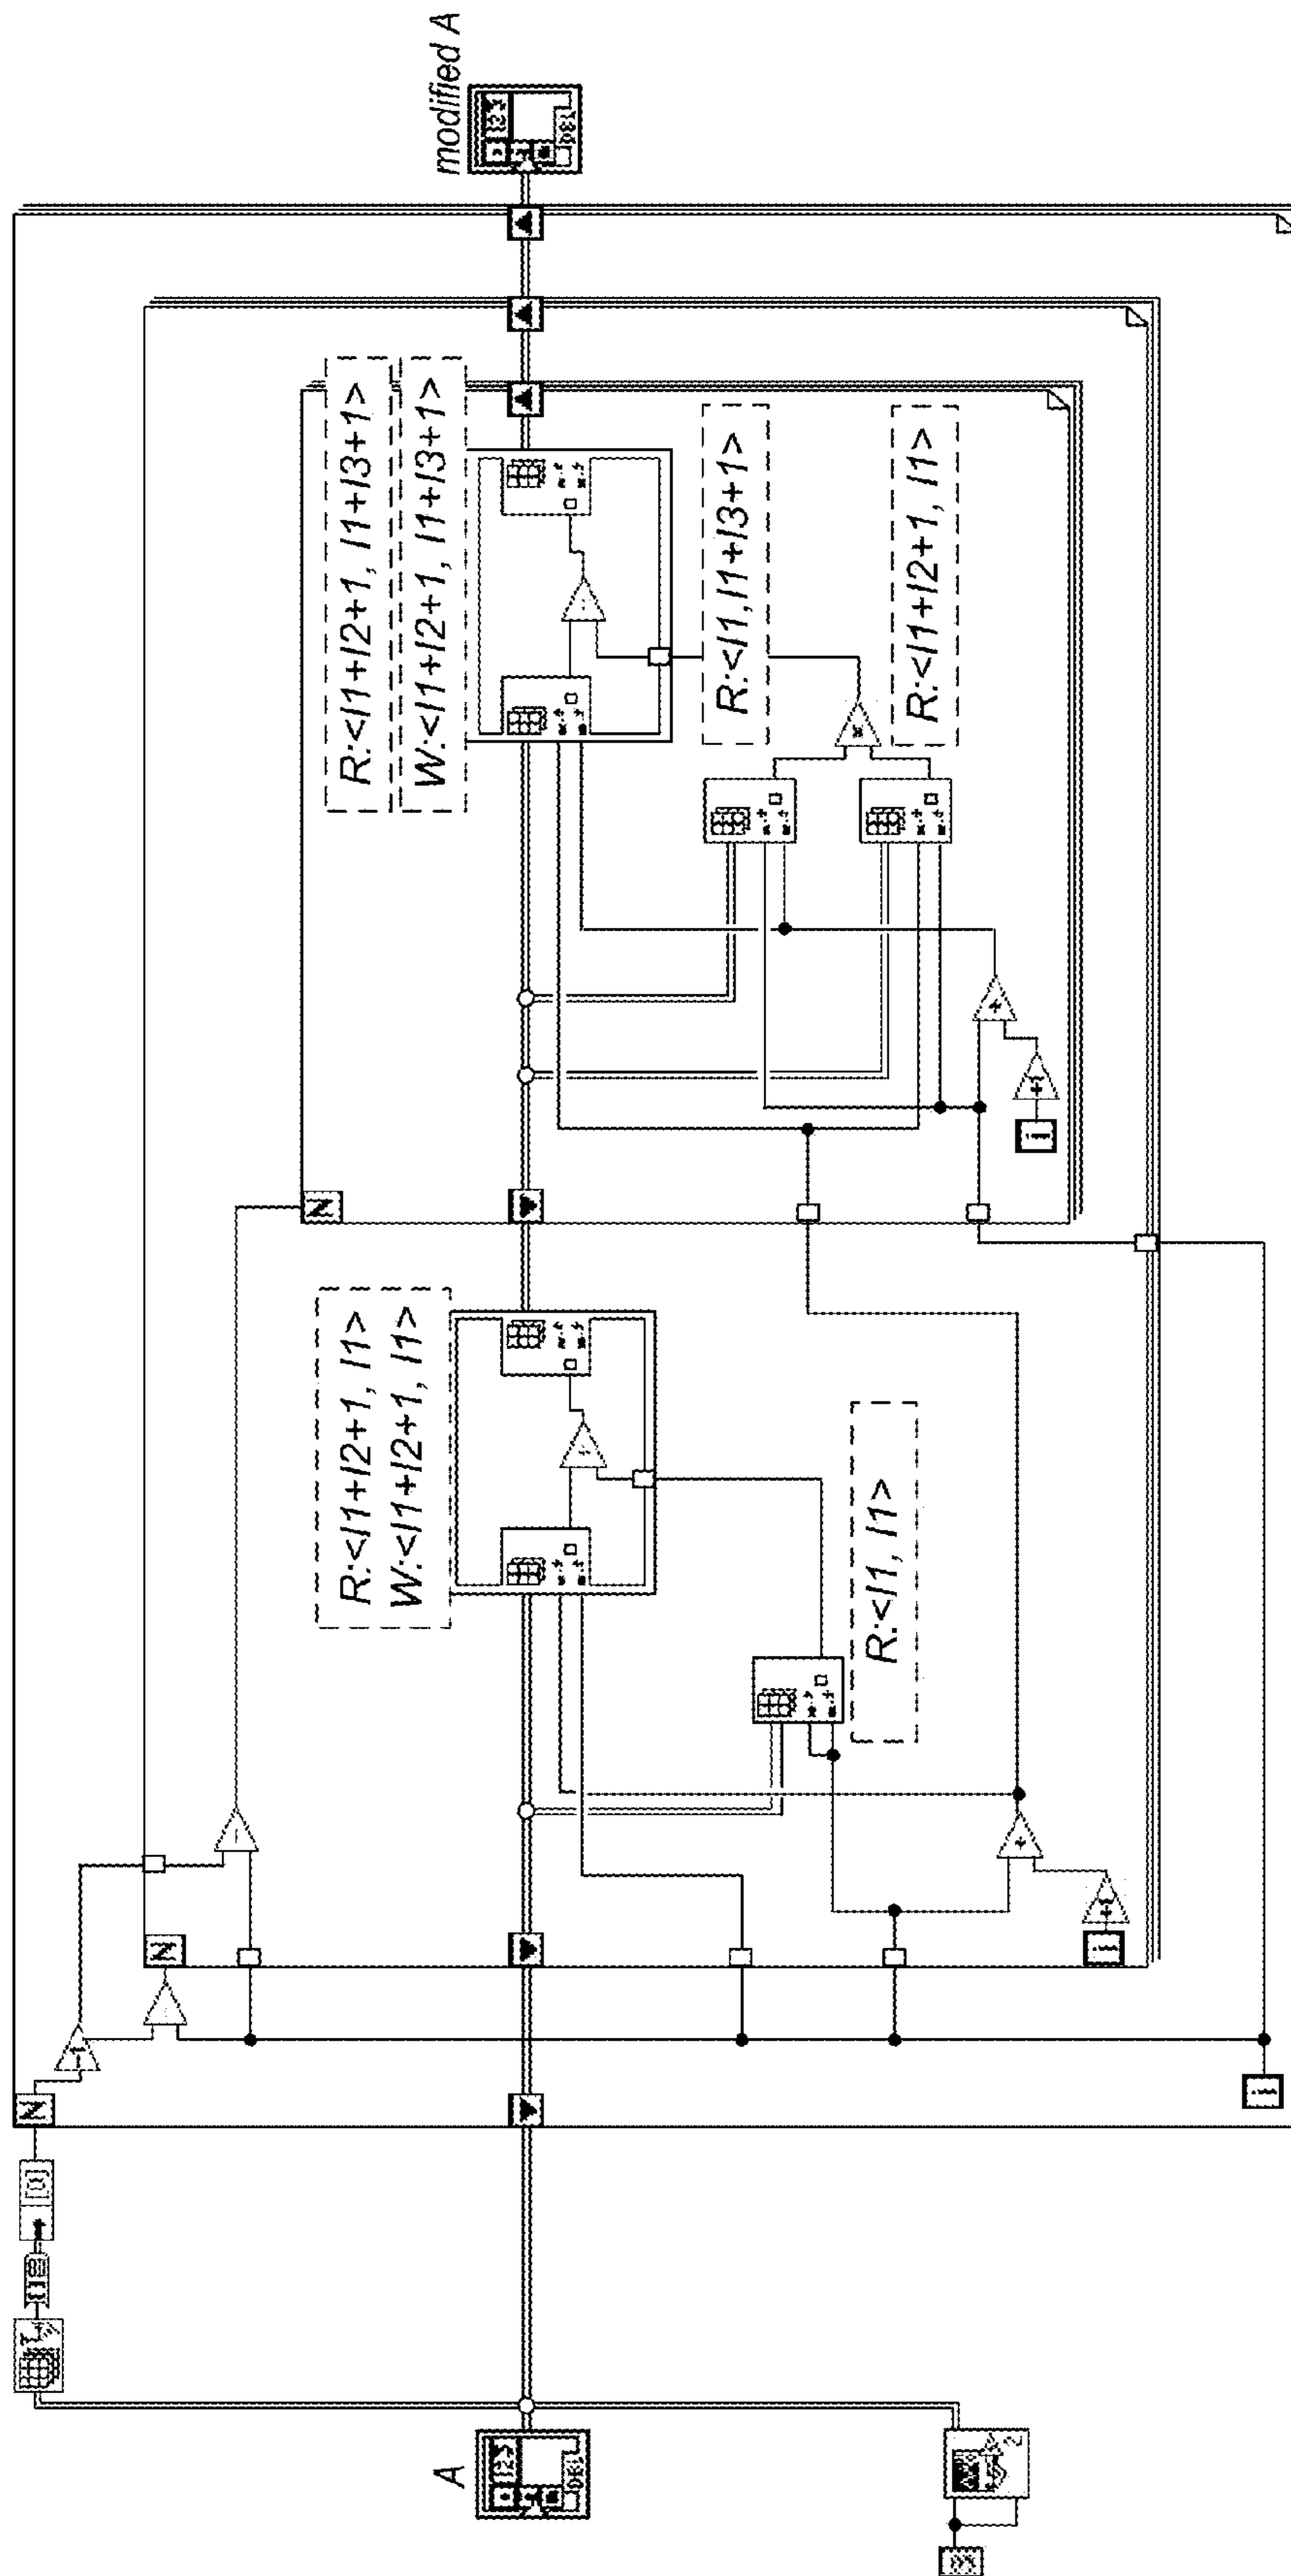 modified A
R:<I1+I2+1, I1+I3+1>
W:<I1+I2+1, I1+I3+1>
R:<I1,I1+I3+1>
R:<I1+I2+1, I1>
R:<I1+I2+1, I1>
W:<I1+I2+1, I1>
R:<I1, I1>
A
N
N
N
i
i
i